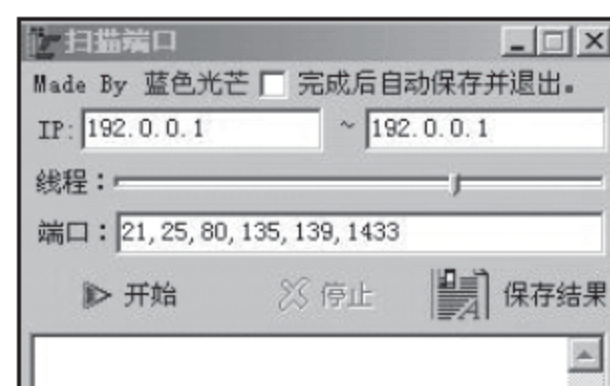 扫描端口
Made By 蓝色光芒 完成后自动保存并退出。
IP: 192.0.0.1 ~ 192.0.0.1
线程：
端口：21,25,80,135,139,1433
开始 停止 保存结果